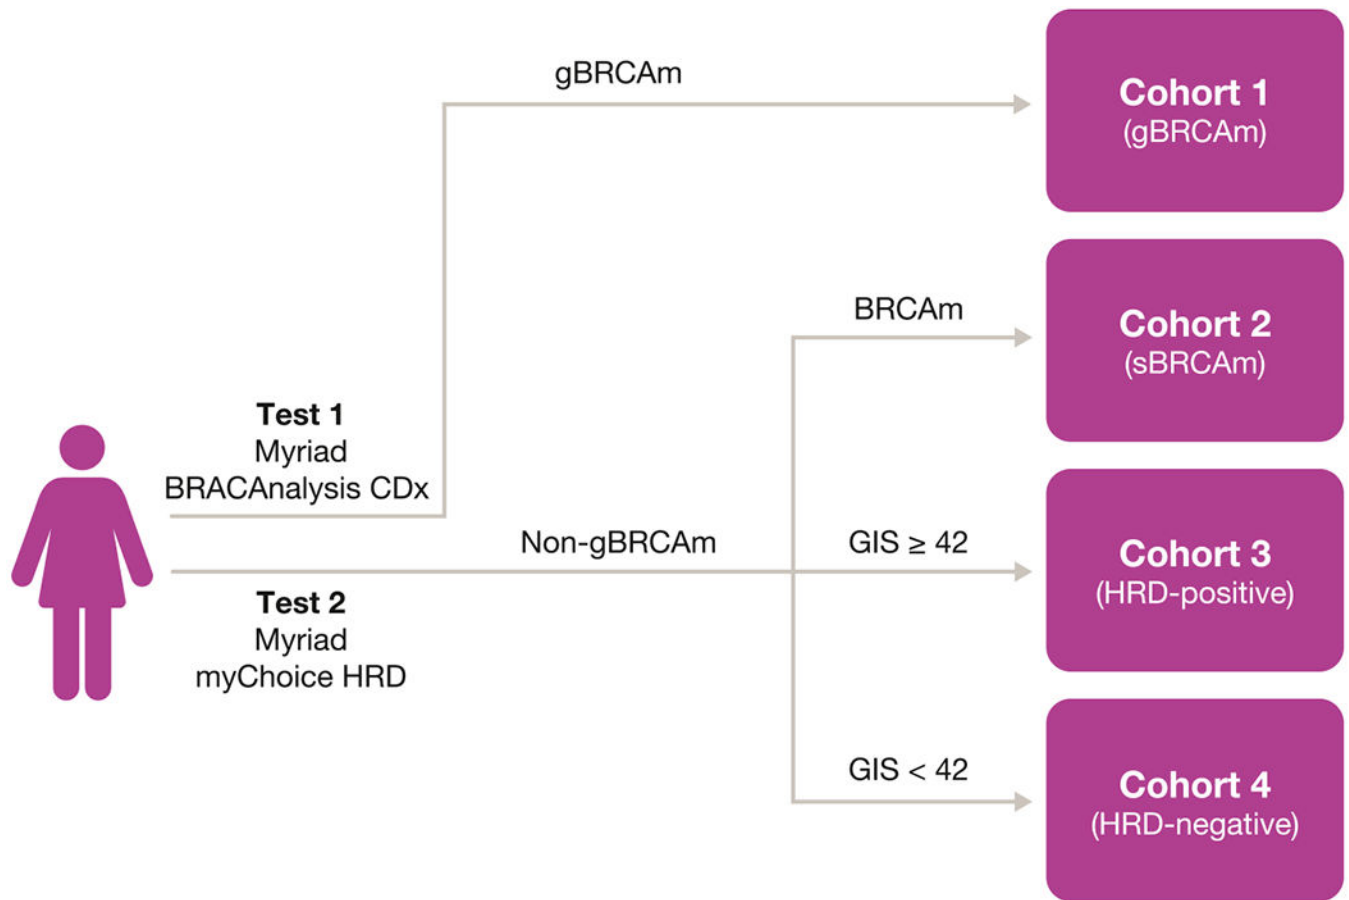 gBRCAm
Cohort 1
(gBRCAm)
BRCAm
Cohort 2
(sBRCAm)
Test 1
Myriad
BRACAnalysis CDx
Non-gBRCAm
GIS ≥ 42
Cohort 3
(HRD-positive)
Test 2
Myriad
myChoice HRD
GIS < 42
Cohort 4
(HRD-negative)